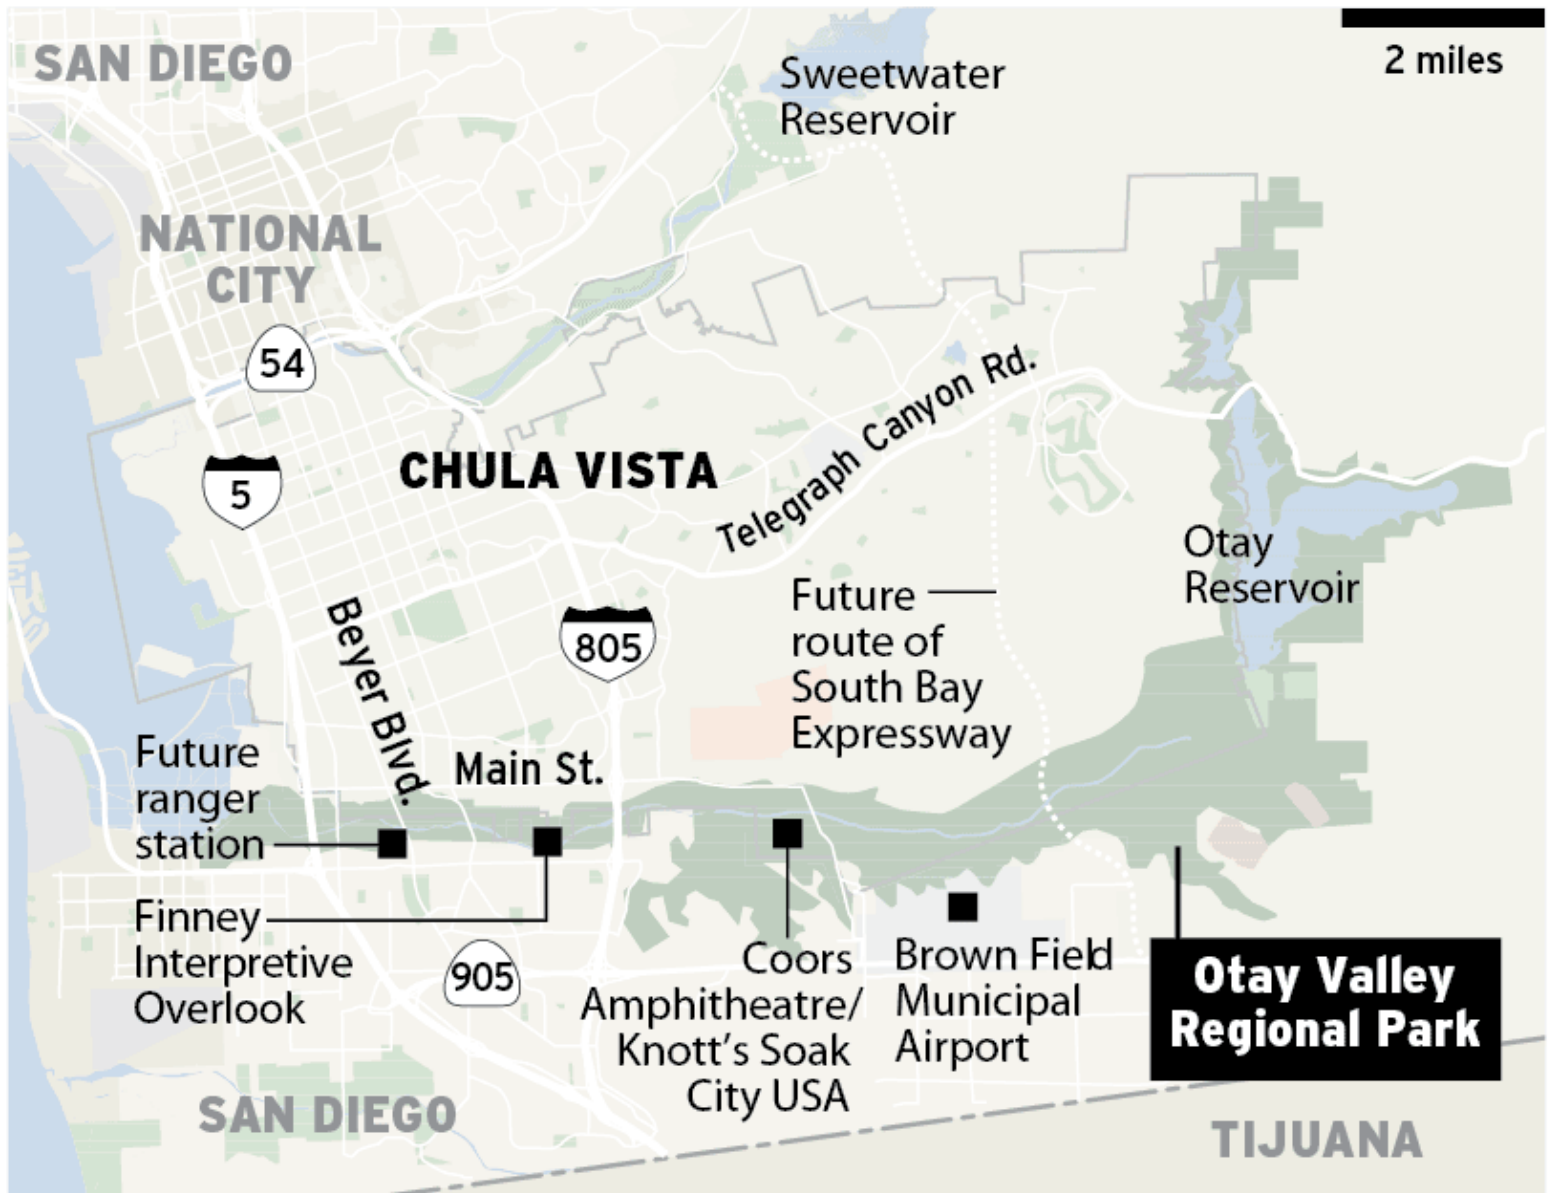 SAN DIEGO
2 miles
Sweetwater
Reservoir
NATIONAL
CITY
54
Telegraph Canyon Rd.
CHULA VISTA
5
Otay
Reservoir
Future
route of
South Bay
Expressway
Beyer Blvd.
805
Main St.
Future
ranger
station
Finney
Interpretive
Overlook
905
Coors
Amphitheatre/
Knott's Soak
City USA
Brown Field
Municipal
Airport
Otay Valley
Regional Park
SAN DIEGO
TIJUANA